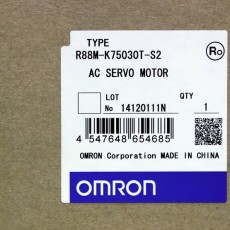 TYPE
R88M-K75030T-S2
AC SERVO MOTOR
Ro
LOT
No 14120111N
QTY
1
4 547648 654685
OMRON Corporation MADE IN CHINA
OMRON